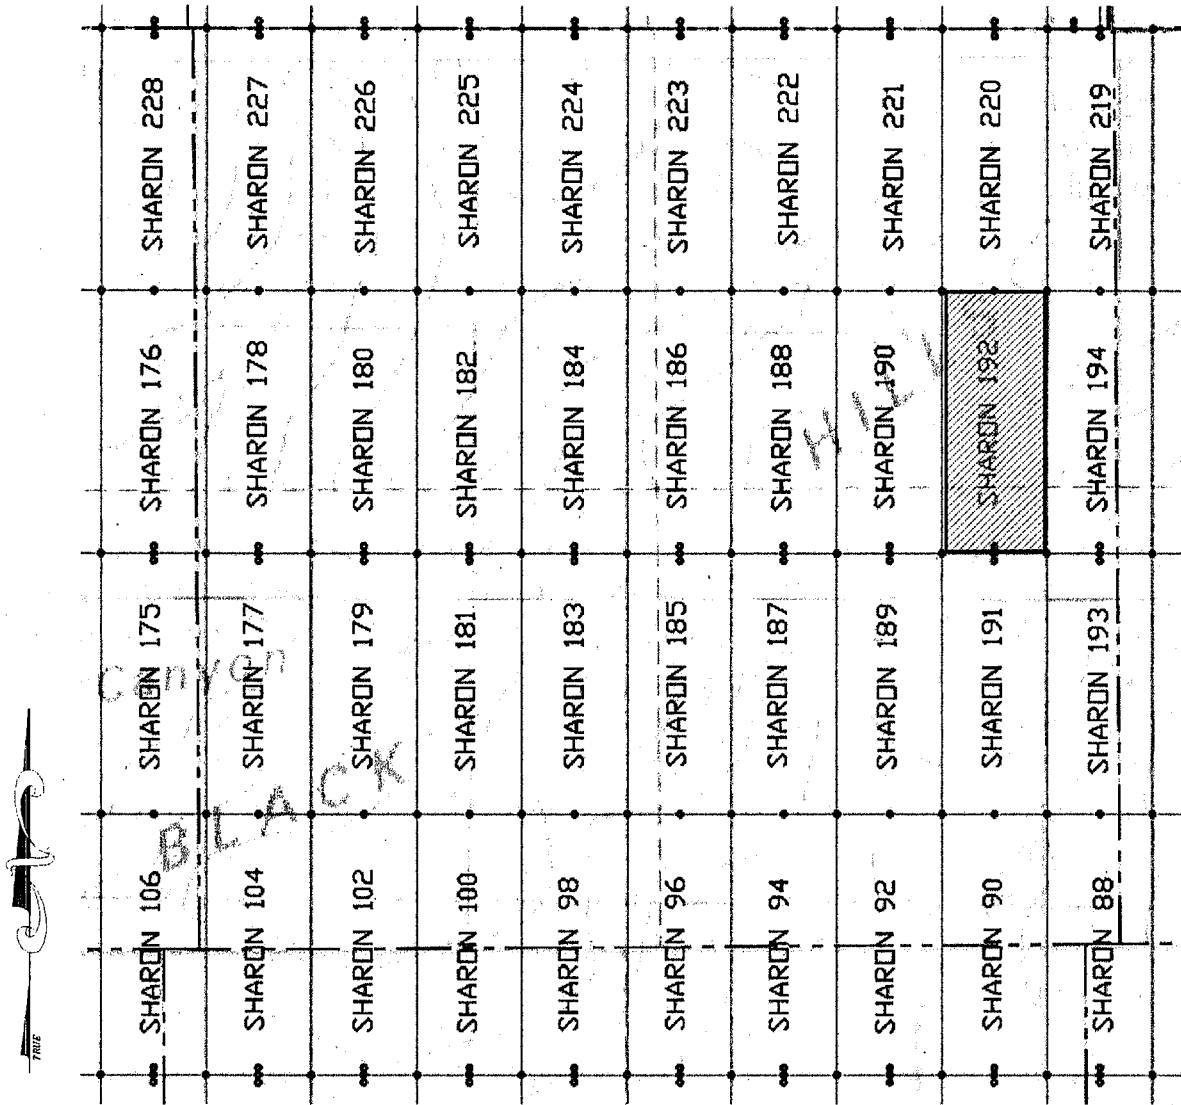 SHARON 228
SHARON 227
SHARON 226
SHARON 225
SHARON 224
SHARON 223
SHARON 222
SHARON 221
SHARON 220
SHARON 219
SHARON 176
SHARON 178
SHARON 180
SHARON 182
SHARON 184
SHARON 186
SHARON 188
SHARON 190
SHARON 192
SHARON 194
SHARON 175
SHARON 177
SHARON 179
SHARON 181
SHARON 183
SHARON 185
SHARON 187
SHARON 189
SHARON 191
SHARON 193
SHARON 106
SHARON 104
SHARON 102
SHARON 100
SHARON 98
SHARON 96
SHARON 94
SHARON 92
SHARON 90
SHARON 88
Canyon
BLACK
TRUE